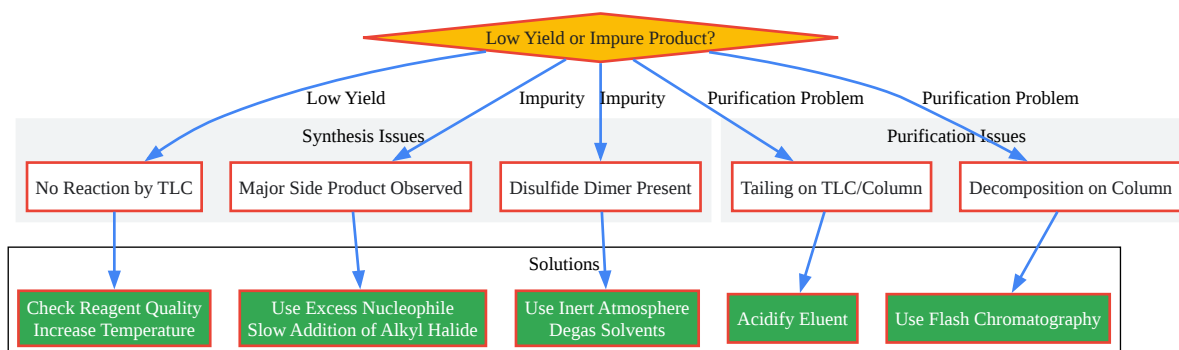 Low Yield or Impure Product?
Low Yield
Impurity
Impurity
Purification Problem
Purification Problem
Synthesis Issues
Purification Issues
No Reaction by TLC
Major Side Product Observed
Disulfide Dimer Present
Tailing on TLC/Column
Decomposition on Column
Solutions
Check Reagent Quality
Increase Temperature
Use Excess Nucleophile
Slow Addition of Alkyl Halide
Use Inert Atmosphere
Degas Solvents
Acidify Eluent
Use Flash Chromatography